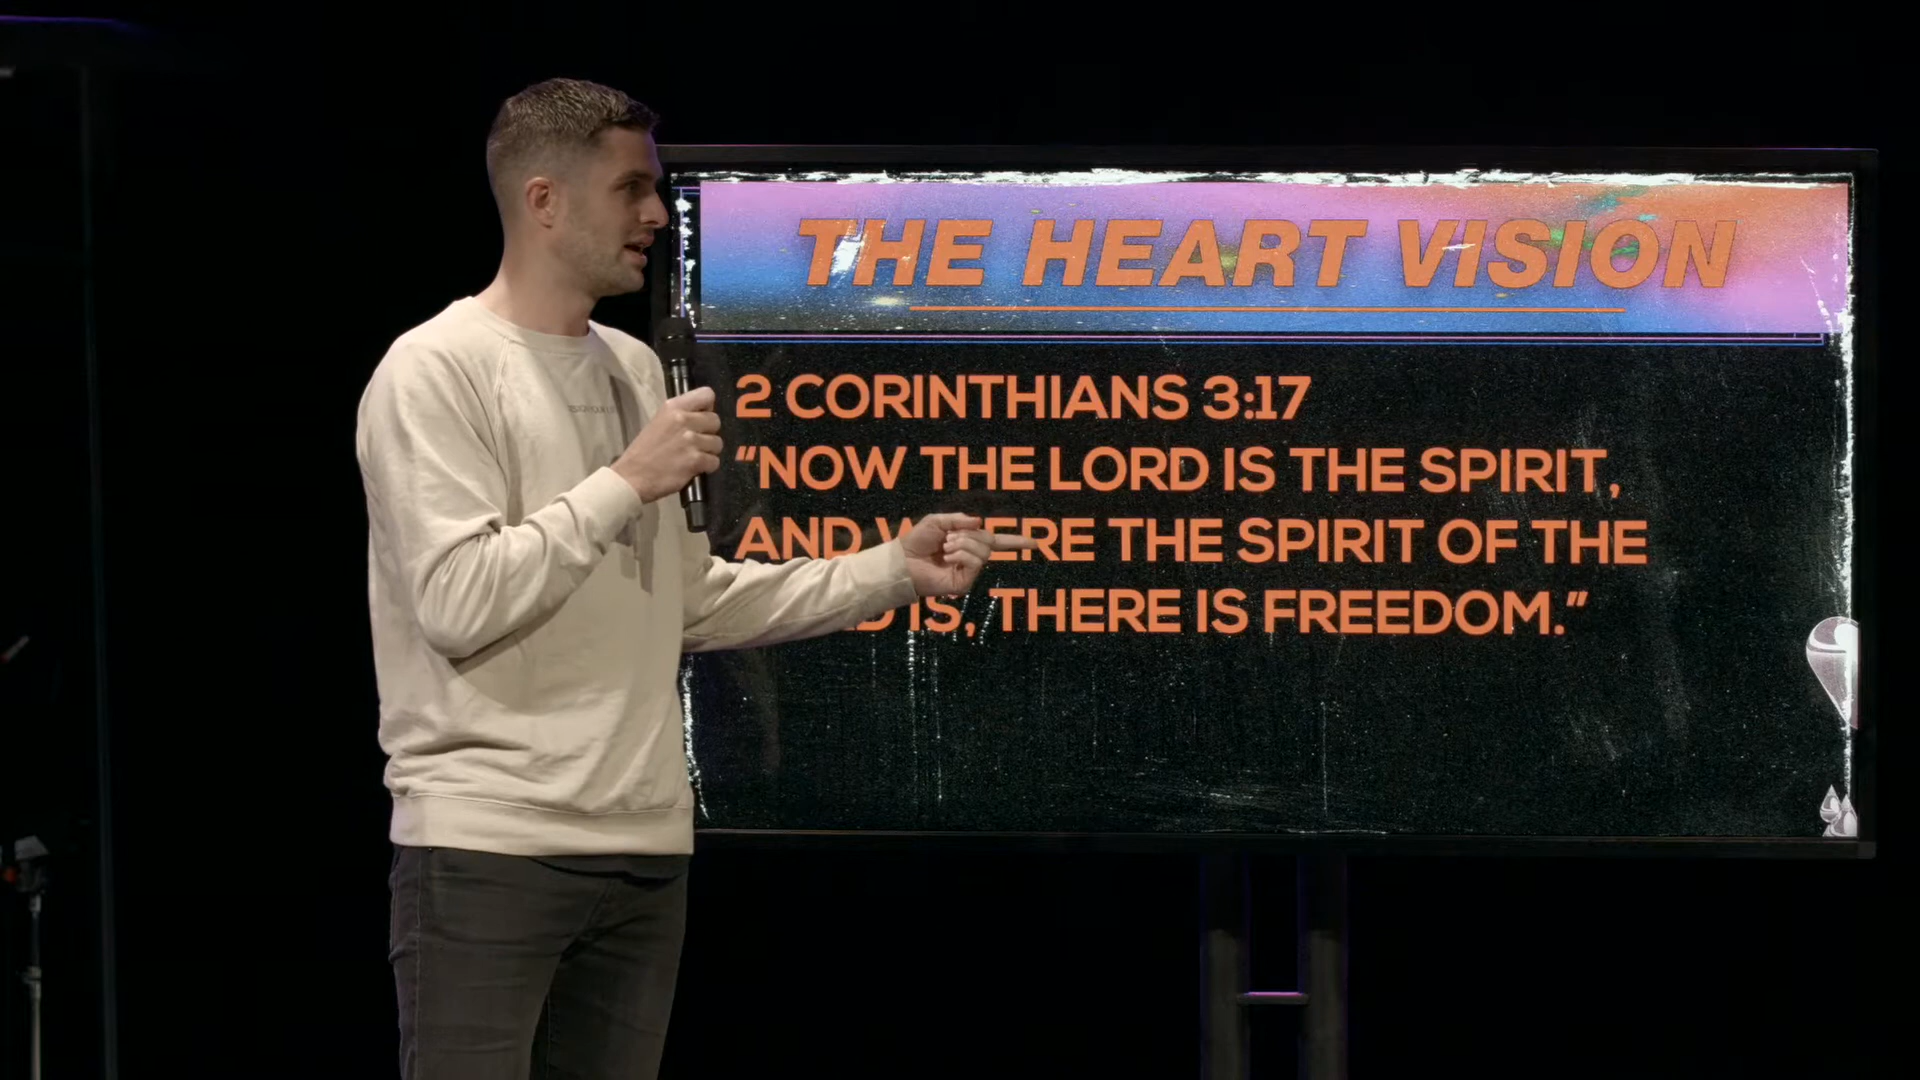 THE HEART VISION
2 CORINTHIANS 3:17
“NOW THE LORD IS THE SPIRIT,
AND WHERE THE SPIRIT OF THE
IS, THERE IS FREEDOM.”